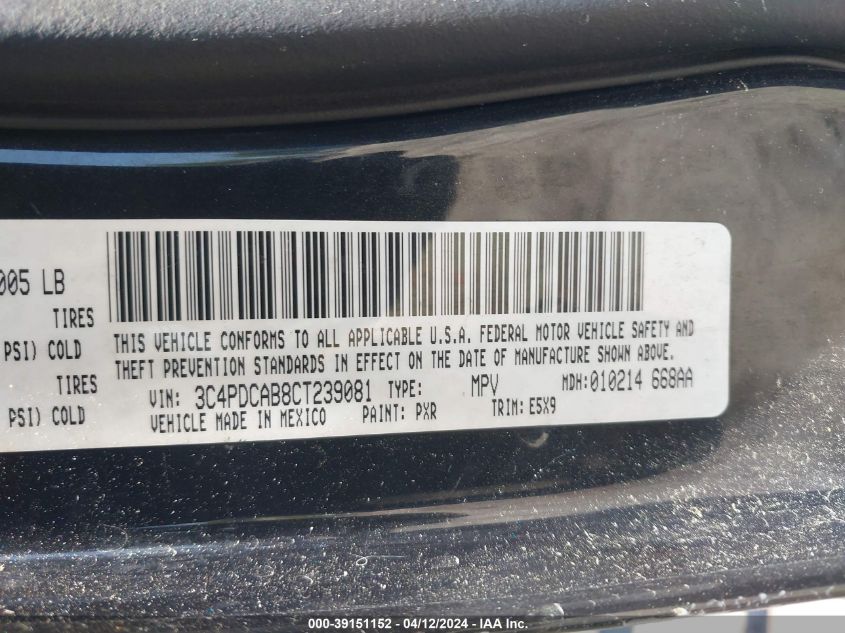 005 LB
TIRES
PSI) COLD
TIRES
PSI) COLD
THIS VEHICLE CONFORMS TO ALL APPLICABLE U.S.A. FEDERAL MOTOR VEHICLE SAFETY AND
THEFT PREVENTION STANDARDS IN EFFECT ON THE DATE OF MANUFACTURE SHOWN ABOVE.
VIN: 3C4PDCAB8CT239081 TYPE: MPV MDH:010214 668AA
VEHICLE MADE IN MEXICO PAINT: PXR TRIM: E5X9
000-39151152 - 04/12/2024 - IAA Inc.